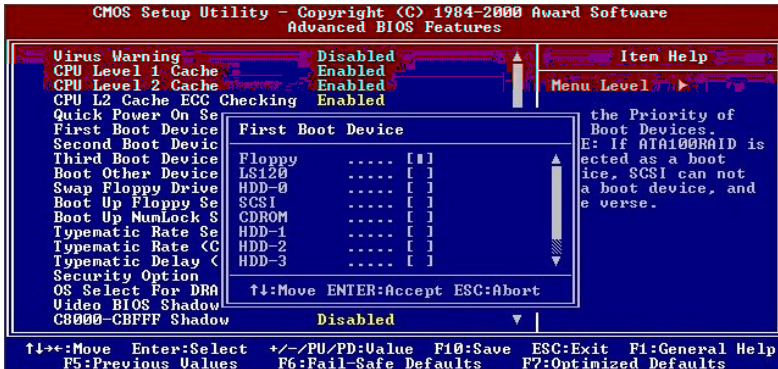 CMOS Setup Utility - Copyright (C) 1984-2000 Award Software
Advanced BIOS Features
Virus Warning Disabled
CPU Level 1 Cache Enabled
CPU Level 2 Cache Enabled
CPU L2 Cache ECC Checking Enabled
Quick Power On Se
First Boot Device
Second Boot Devic
Third Boot Device
Boot Other Device
Swap Floppy Drive
Boot Up Floppy Se
Boot Up NumLock S
Typematic Rate Se
Typematic Rate (C
Typematic Delay (
Security Option
OS Select For DRA
Video BIOS Shadow
C8000-CBFFF Shadow Disabled
First Boot Device
Floppy ..... [▮]
LS120 ..... [ ]
HDD-0 ..... [ ]
SCSI ..... [ ]
CDROM ..... [ ]
HDD-1 ..... [ ]
HDD-2 ..... [ ]
HDD-3 ..... [ ]
↑↓:Move ENTER:Accept ESC:Abort
Item Help
Menu Level ▶
the Priority of
Boot Devices.
E: If ATA100RAID is
ected as a boot
ice, SCSI can not
a boot device, and
e verse.
↑↓→←:Move Enter:Select +/-/PU/PD:Value F10:Save ESC:Exit F1:General Help
F5:Previous Values F6:Fail-Safe Defaults F7:Optimized Defaults